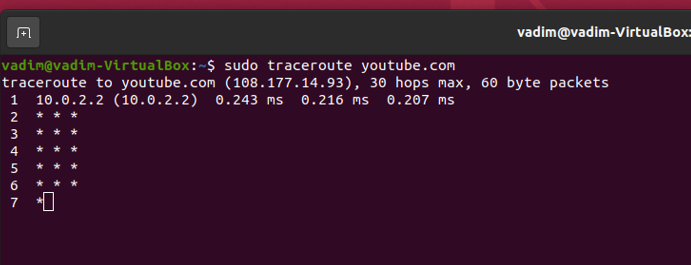 vadim@vadim-VirtualBox:
vadim@vadim-VirtualBox:~$ sudo traceroute youtube.com
traceroute to youtube.com (108.177.14.93), 30 hops max, 60 byte packets
 1  10.0.2.2 (10.0.2.2)  0.243 ms  0.216 ms  0.207 ms
 2  * * *
 3  * * *
 4  * * *
 5  * * *
 6  * * *
 7  *